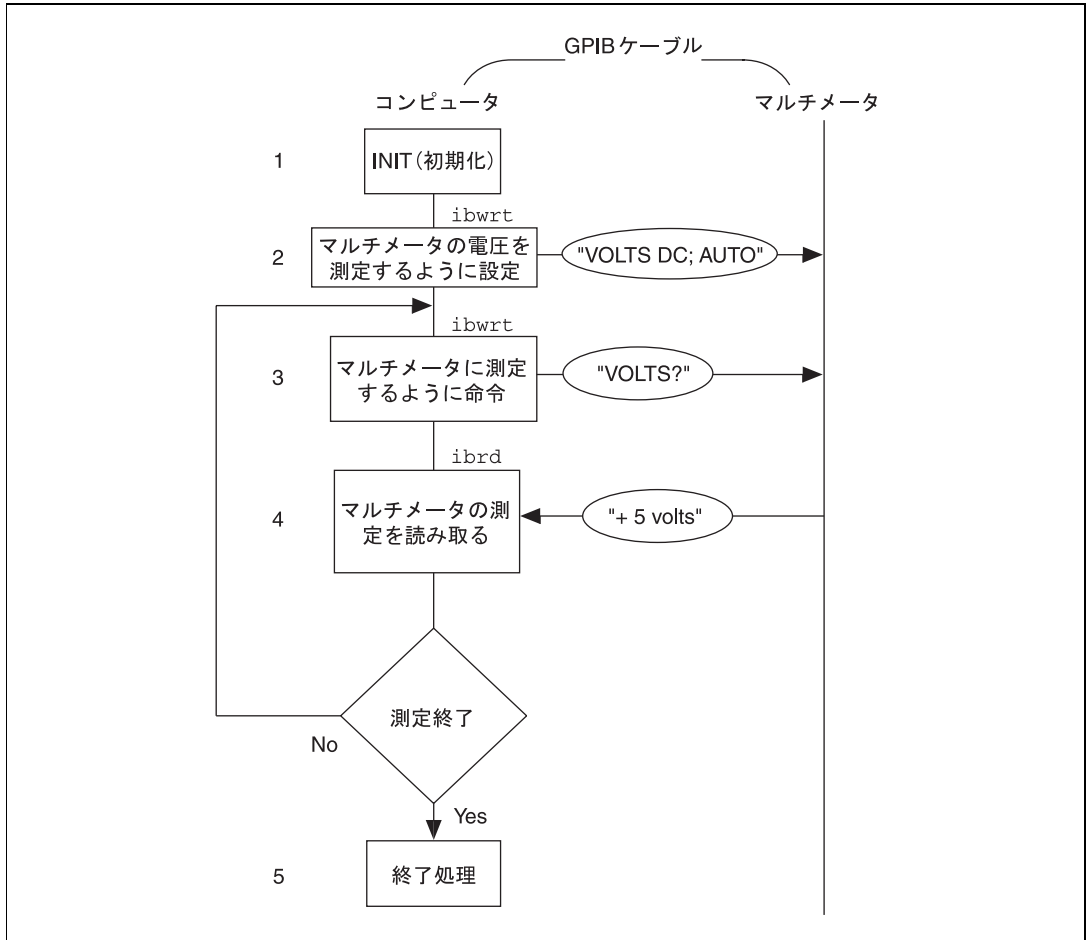 GPIB ケーブル
コンピュータ
マルチメータ
1
INIT（初期化）
ibwrt
2
マルチメータの電圧を
測定するように設定
"VOLTS DC; AUTO"
ibwrt
3
マルチメータに測定
するように命令
"VOLTS?"
ibrd
4
マルチメータの測
定を読み取る
"+ 5 volts"
測定終了
No
Yes
5
終了処理